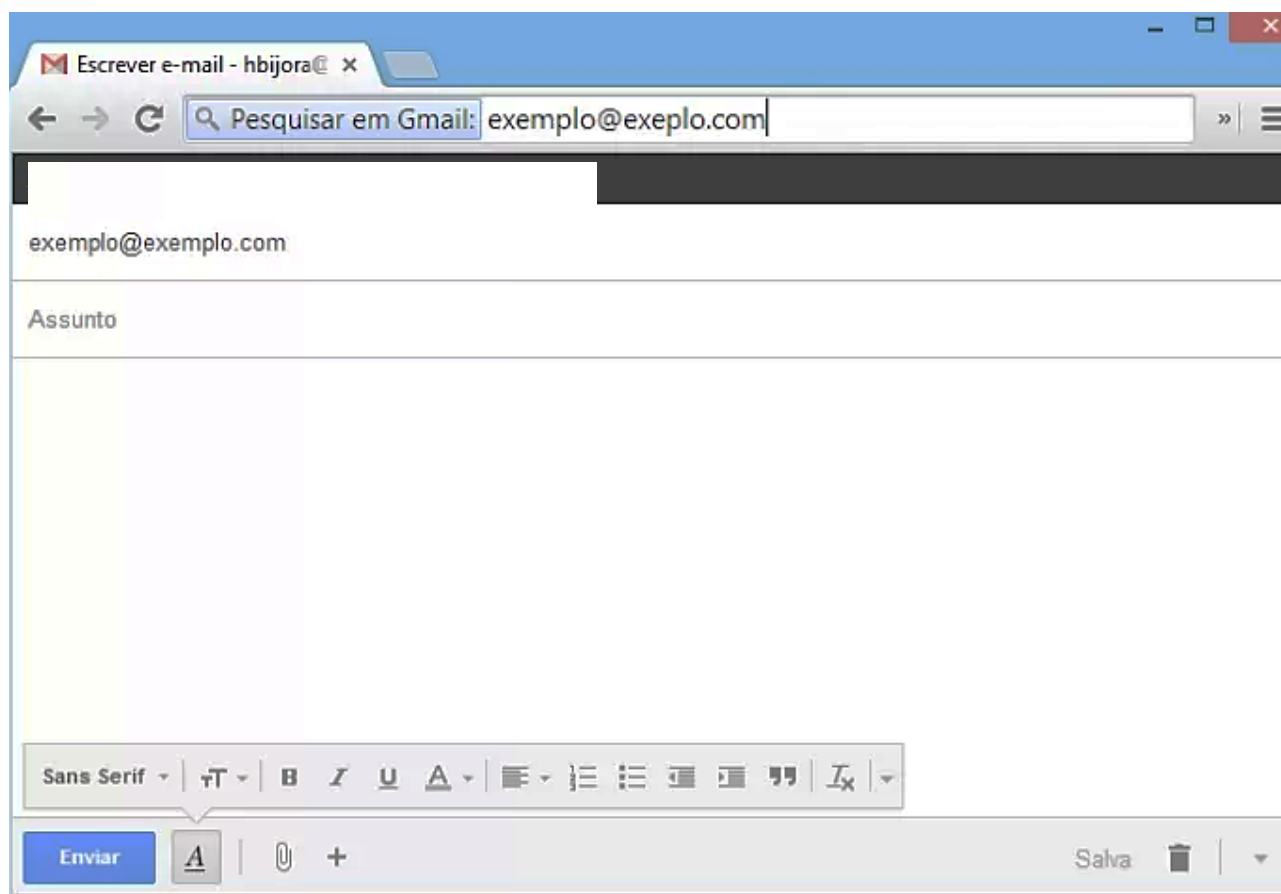 Escrever e-mail - hbijora@
Pesquisar em Gmail: exemplo@exeplo.com
exemplo@exemplo.com
Assunto
Sans Serif
Enviar
Salva